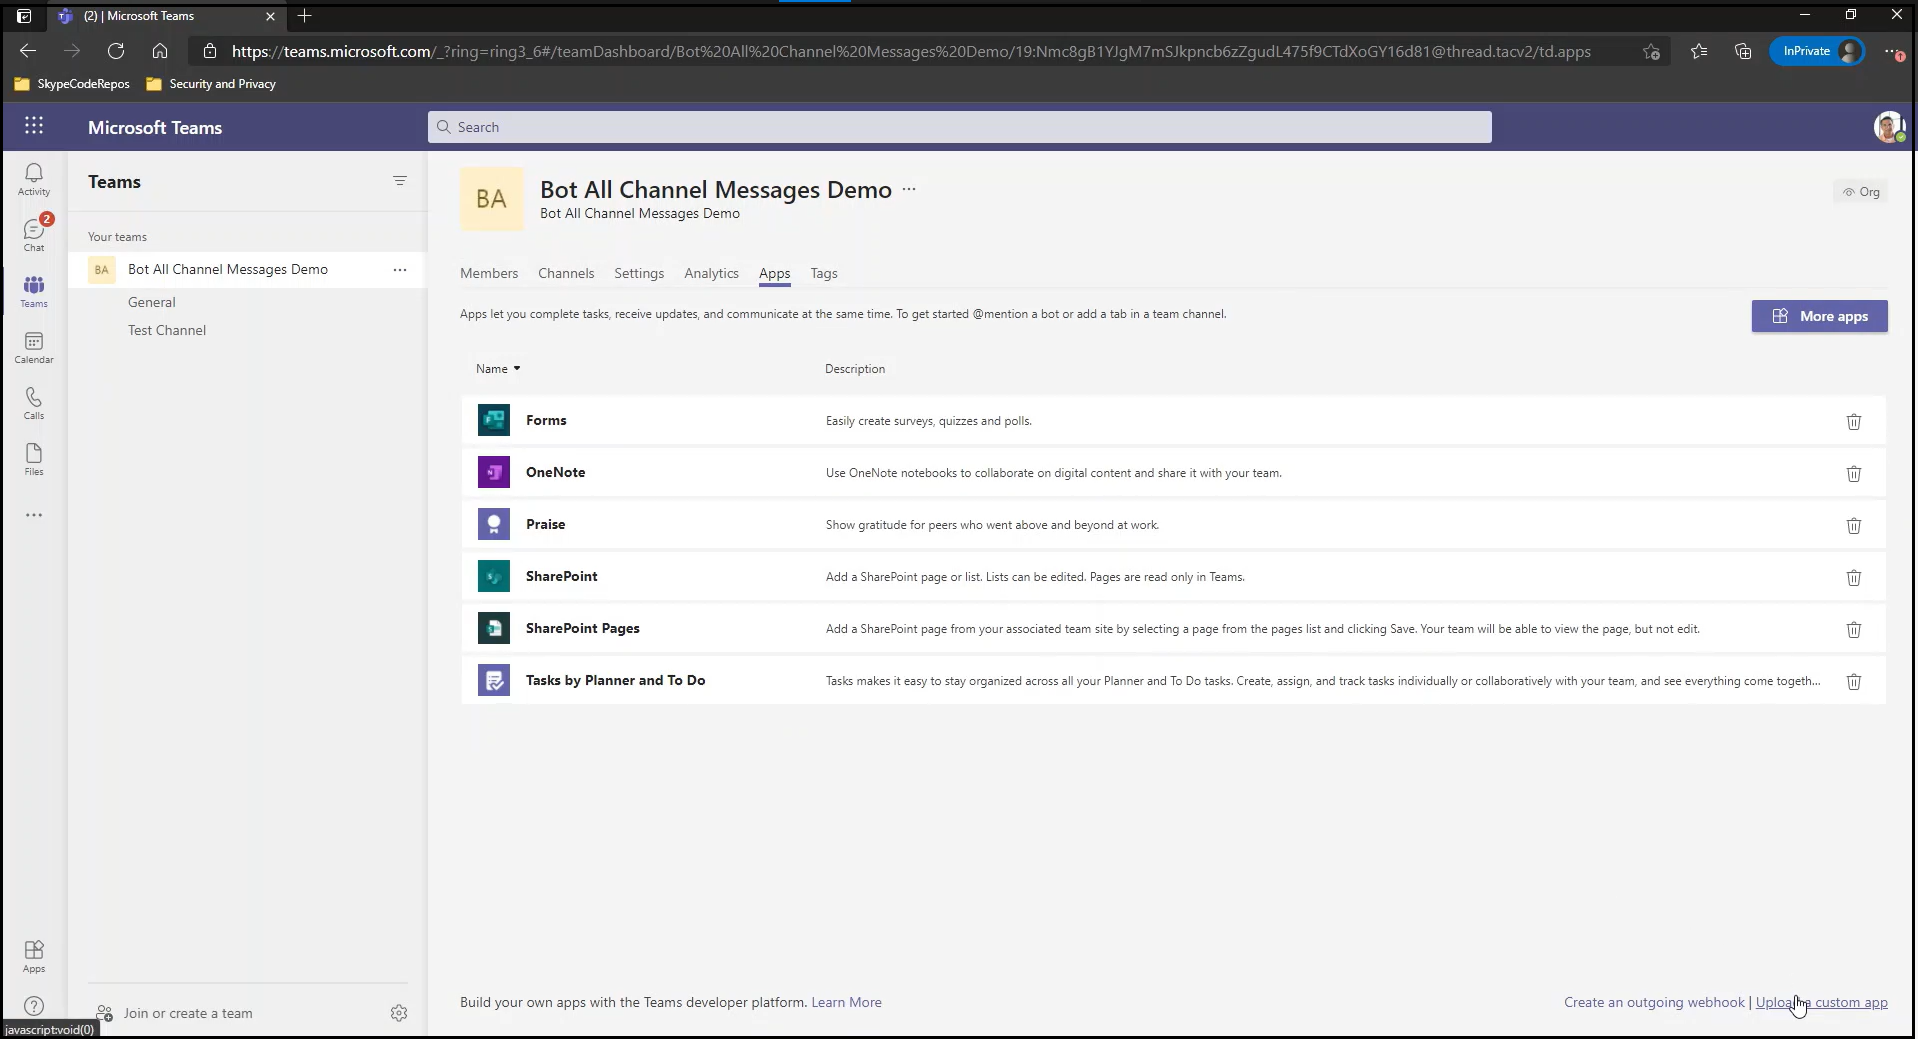 (2) | Microsoft Teams
https://teams.microsoft.com/_?ring=ring3_6#/teamDashboard/Bot%20All%20Channel%20Messages%20Demo/19:Nmc8gB1YJgM7mSJkpncb6zZgudL475f9CTdXoGY16d81@thread.tacv2/td.apps
InPrivate
SkypeCodeRepos
Security and Privacy
Microsoft Teams
Search
Activity
2
Chat
Teams
Calendar
Calls
Files
Apps
Teams
Your teams
BA
Bot All Channel Messages Demo
General
Test Channel
Join or create a team
javascript:void(0)
BA
Bot All Channel Messages Demo
Bot All Channel Messages Demo
Org
Members Channels Settings Analytics Apps Tags
Apps let you complete tasks, receive updates, and communicate at the same time. To get started @mention a bot or add a tab in a team channel.
More apps
Name Description
Forms Easily create surveys, quizzes and polls.
OneNote Use OneNote notebooks to collaborate on digital content and share it with your team.
Praise Show gratitude for peers who went above and beyond at work.
SharePoint Add a SharePoint page or list. Lists can be edited. Pages are read only in Teams.
SharePoint Pages Add a SharePoint page from your associated team site by selecting a page from the pages list and clicking Save. Your team will be able to view the page, but not edit.
Tasks by Planner and To Do Tasks makes it easy to stay organized across all your Planner and To Do tasks. Create, assign, and track tasks individually or collaboratively with your team, and see everything come togeth...
Build your own apps with the Teams developer platform. Learn More
Create an outgoing webhook | Upload a custom app